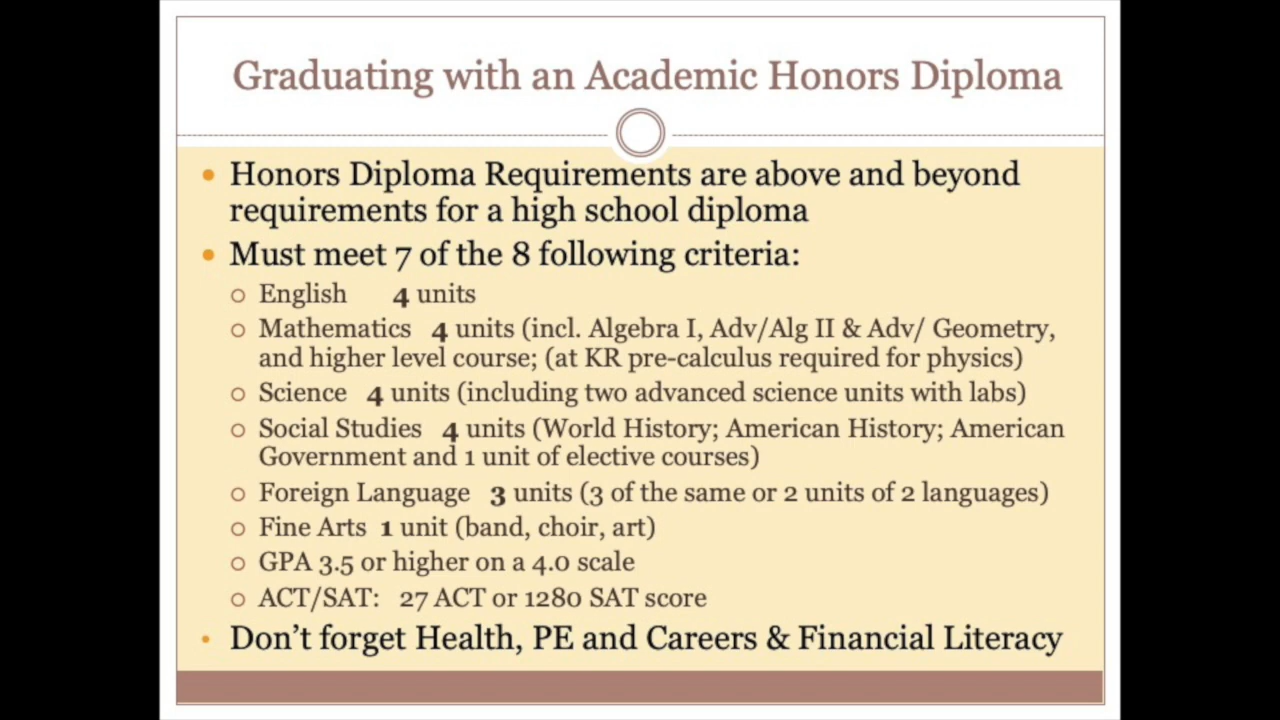 Graduating with an Academic Honors Diploma
• Honors Diploma Requirements are above and beyond
requirements for a high school diploma
• Must meet 7 of the 8 following criteria:
○ English 4 units
○ Mathematics 4 units (incl. Algebra I, Adv/Alg II & Adv/ Geometry,
and higher level course; (at KR pre-calculus required for physics)
○ Science 4 units (including two advanced science units with labs)
○ Social Studies 4 units (World History; American History; American
Government and 1 unit of elective courses)
○ Foreign Language 3 units (3 of the same or 2 units of 2 languages)
○ Fine Arts 1 unit (band, choir, art)
○ GPA 3.5 or higher on a 4.0 scale
○ ACT/SAT: 27 ACT or 1280 SAT score
• Don't forget Health, PE and Careers & Financial Literacy